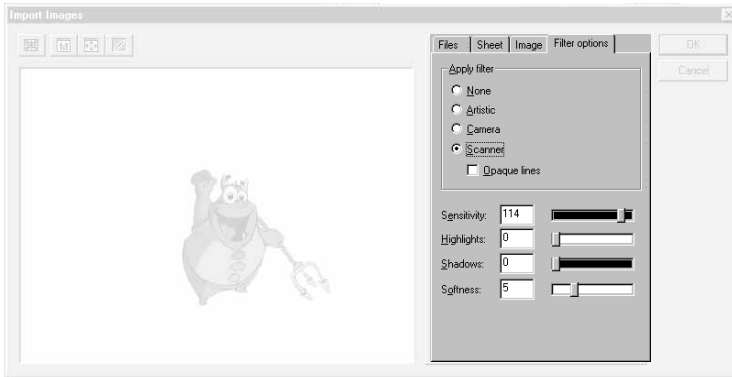 Import Images
Files Sheet Image Filter options
OK
Cancel
Apply filter
None
Artistic
Camera
Scanner
Opaque lines
Sensitivity: 114
Highlights: 0
Shadows: 0
Softness: 5